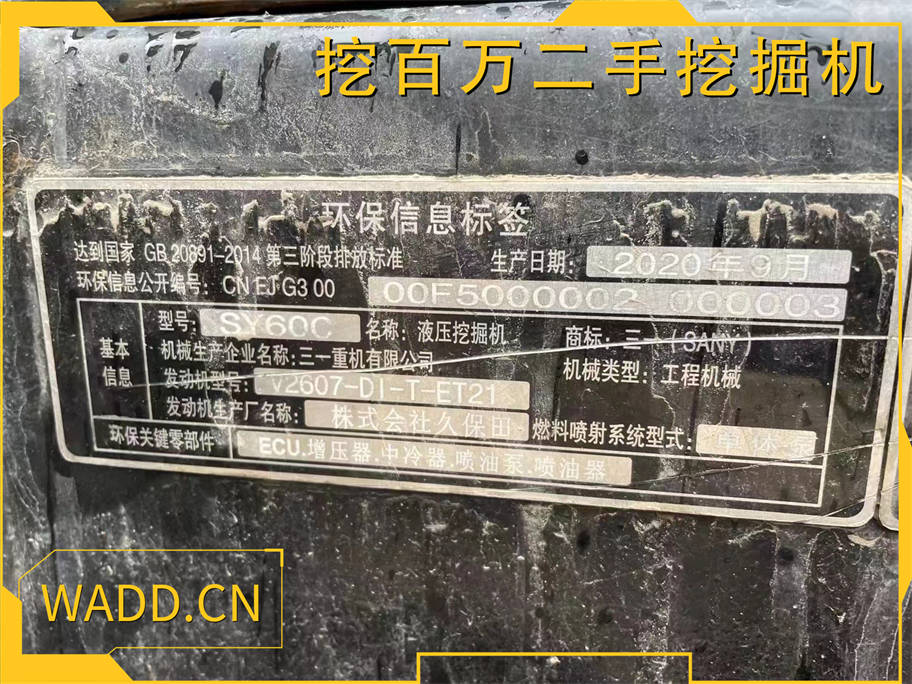 挖百万二手挖掘机
环保信息标签
达到国家 GB 20891-2014 第三阶段排放标准 生产日期: 2020年9月
环保信息公开编号: CN EJ G3 00 00F5000002 000003
型号: SY60C 名称: 液压挖掘机 商标: 三一(SANY)
基本信息
机械生产企业名称: 三一重机有限公司 机械类型: 工程机械
发动机型号: V2607-DI-T-ET21
发动机生产厂名称: 株式会社久保田 燃料喷射系统型式: 单体泵
环保关键零部件 ECU.增压器.中冷器.喷油泵.喷油器
WADD.CN